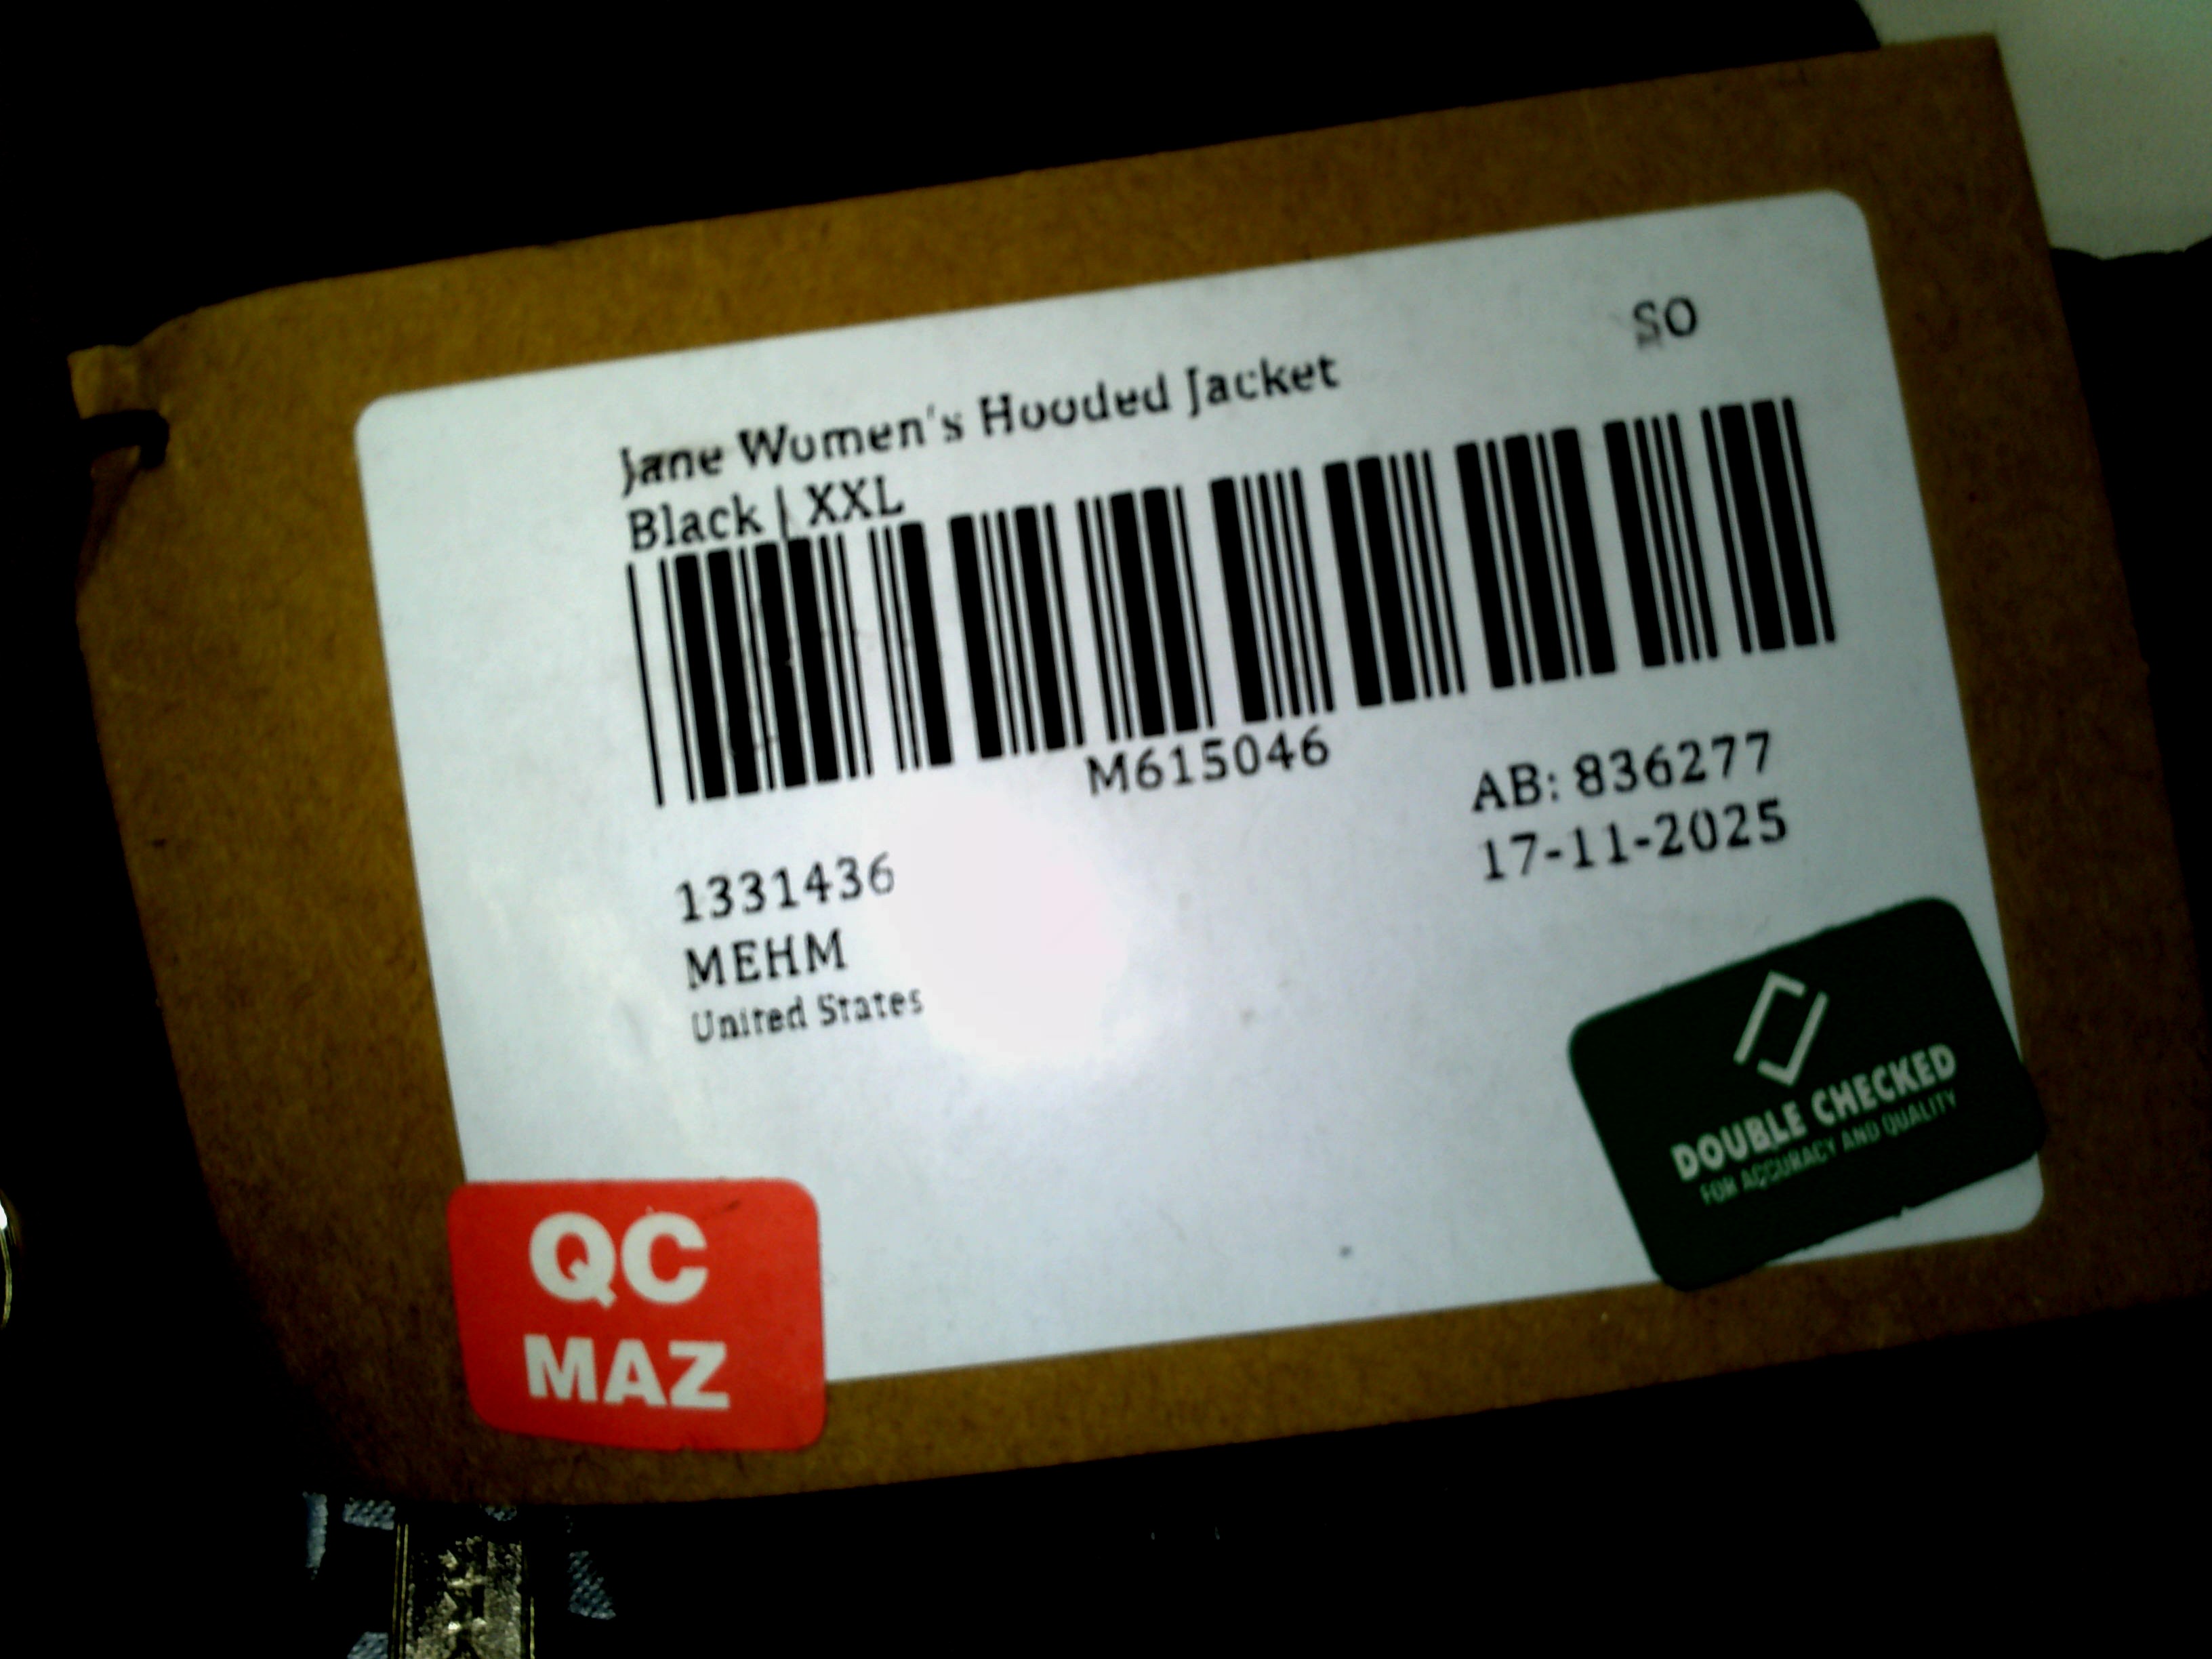 SO
Jane Women's Hooded Jacket
Black | XXL
M615046
AB: 836277
17-11-2025
1331436
MEHM
United States
DOUBLE CHECKED
FOR ACCURACY AND QUALITY
QC
MAZ